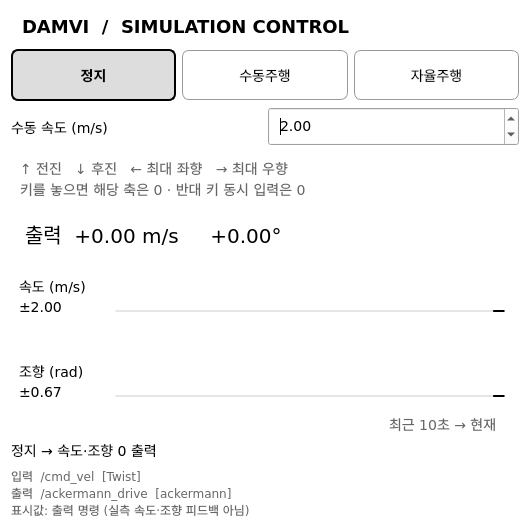 DAMVI / SIMULATION CONTROL
정지 수동주행 자율주행
수동 속도 (m/s) 2.00
↑ 전진 ↓ 후진 ← 최대 좌향 → 최대 우향
키를 놓으면 해당 축은 0 · 반대 키 동시 입력은 0
출력 +0.00 m/s +0.00°
속도 (m/s)
±2.00
조향 (rad)
±0.67
최근 10초 → 현재
정지 → 속도·조향 0 출력
입력 /cmd_vel [Twist]
출력 /ackermann_drive [ackermann]
표시값: 출력 명령 (실측 속도·조향 피드백 아님)